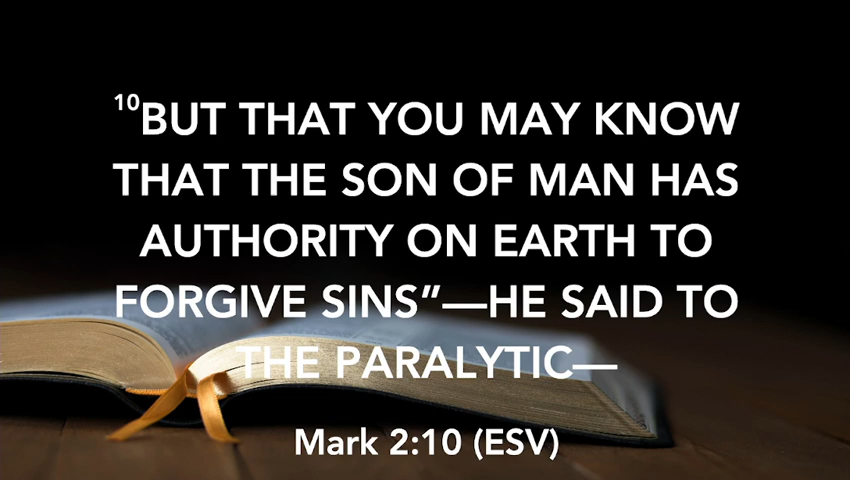 ¹⁰BUT THAT YOU MAY KNOW
THAT THE SON OF MAN HAS
AUTHORITY ON EARTH TO
FORGIVE SINS”—HE SAID TO
THE PARALYTIC—
Mark 2:10 (ESV)